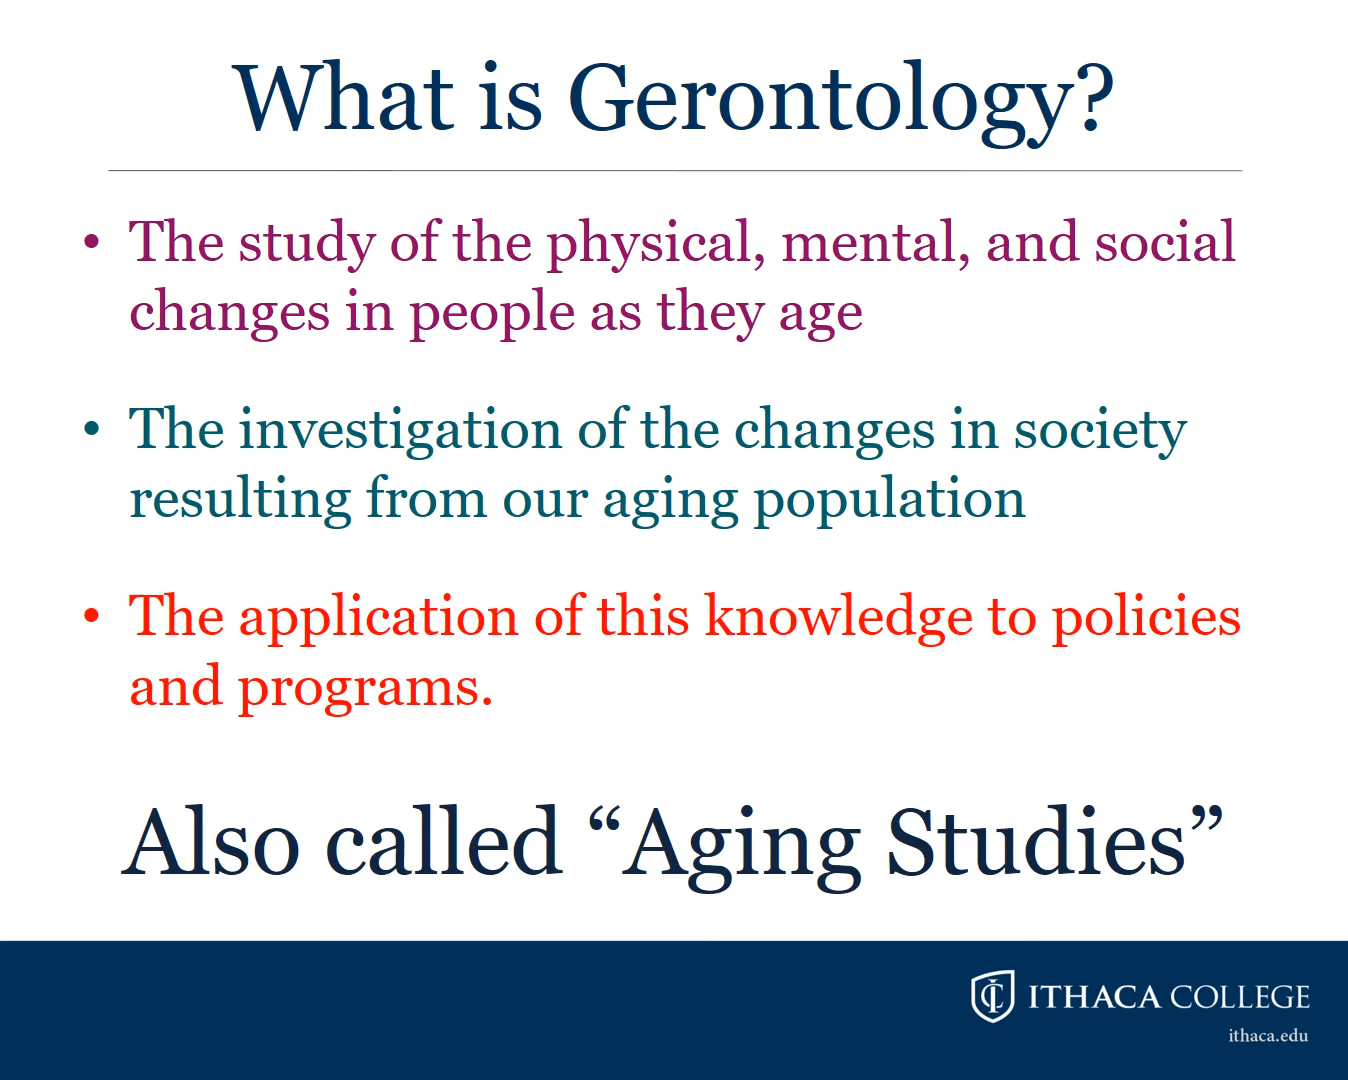 What is Gerontology?
• The study of the physical, mental, and social
changes in people as they age
• The investigation of the changes in society
resulting from our aging population
• The application of this knowledge to policies
and programs.
Also called “Aging Studies”
ITHACA COLLEGE
ithaca.edu